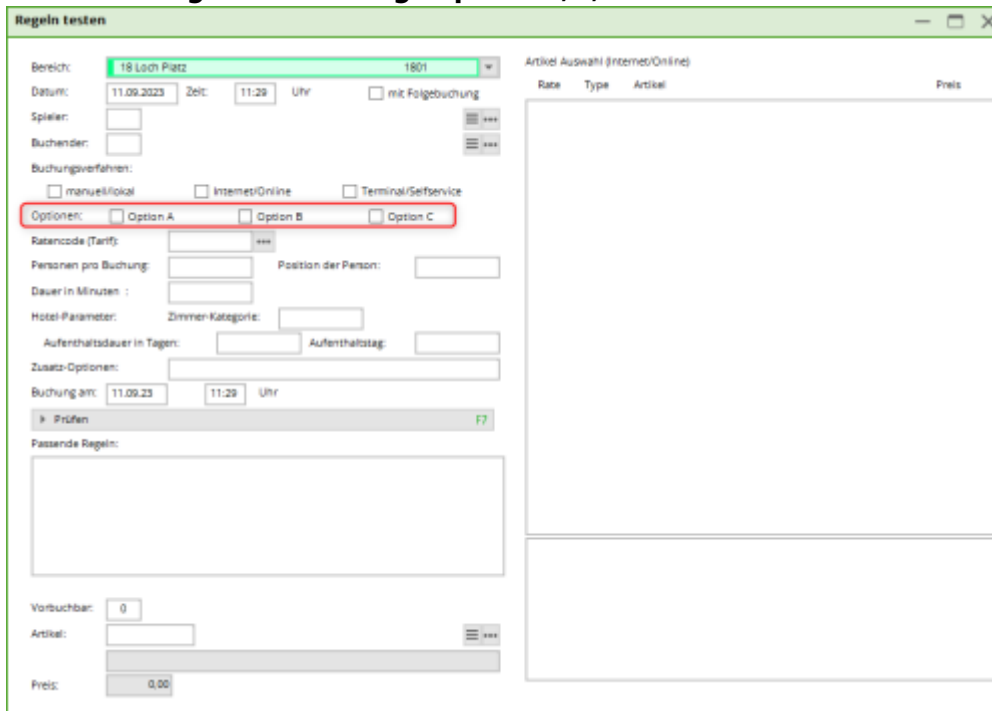 Regeln testen
Bereich: 18 Loch Platz 1801
Datum: 11.09.2023 Zeit: 11:29 Uhr mit Folgebuchung
Spieler:
Buchender:
Buchungsverfahren:
manuell/lokal Internet/Online Terminal/Selfservice
Optionen: Option A Option B Option C
Ratencode (Tarif):
Personen pro Buchung: Position der Person:
Dauer in Minuten :
Hotel-Parameter: Zimmer-Kategorie:
Aufenthaltsdauer in Tagen: Aufenthaltstag:
Zusatz-Optionen:
Buchung am: 11.09.23 11:29 Uhr
Prüfen F7
Passende Regeln:
Vorbuchbar: 0
Artikel:
Preis: 0,00
Artikel Auswahl (Internet/Online)
Rate Type Artikel Preis